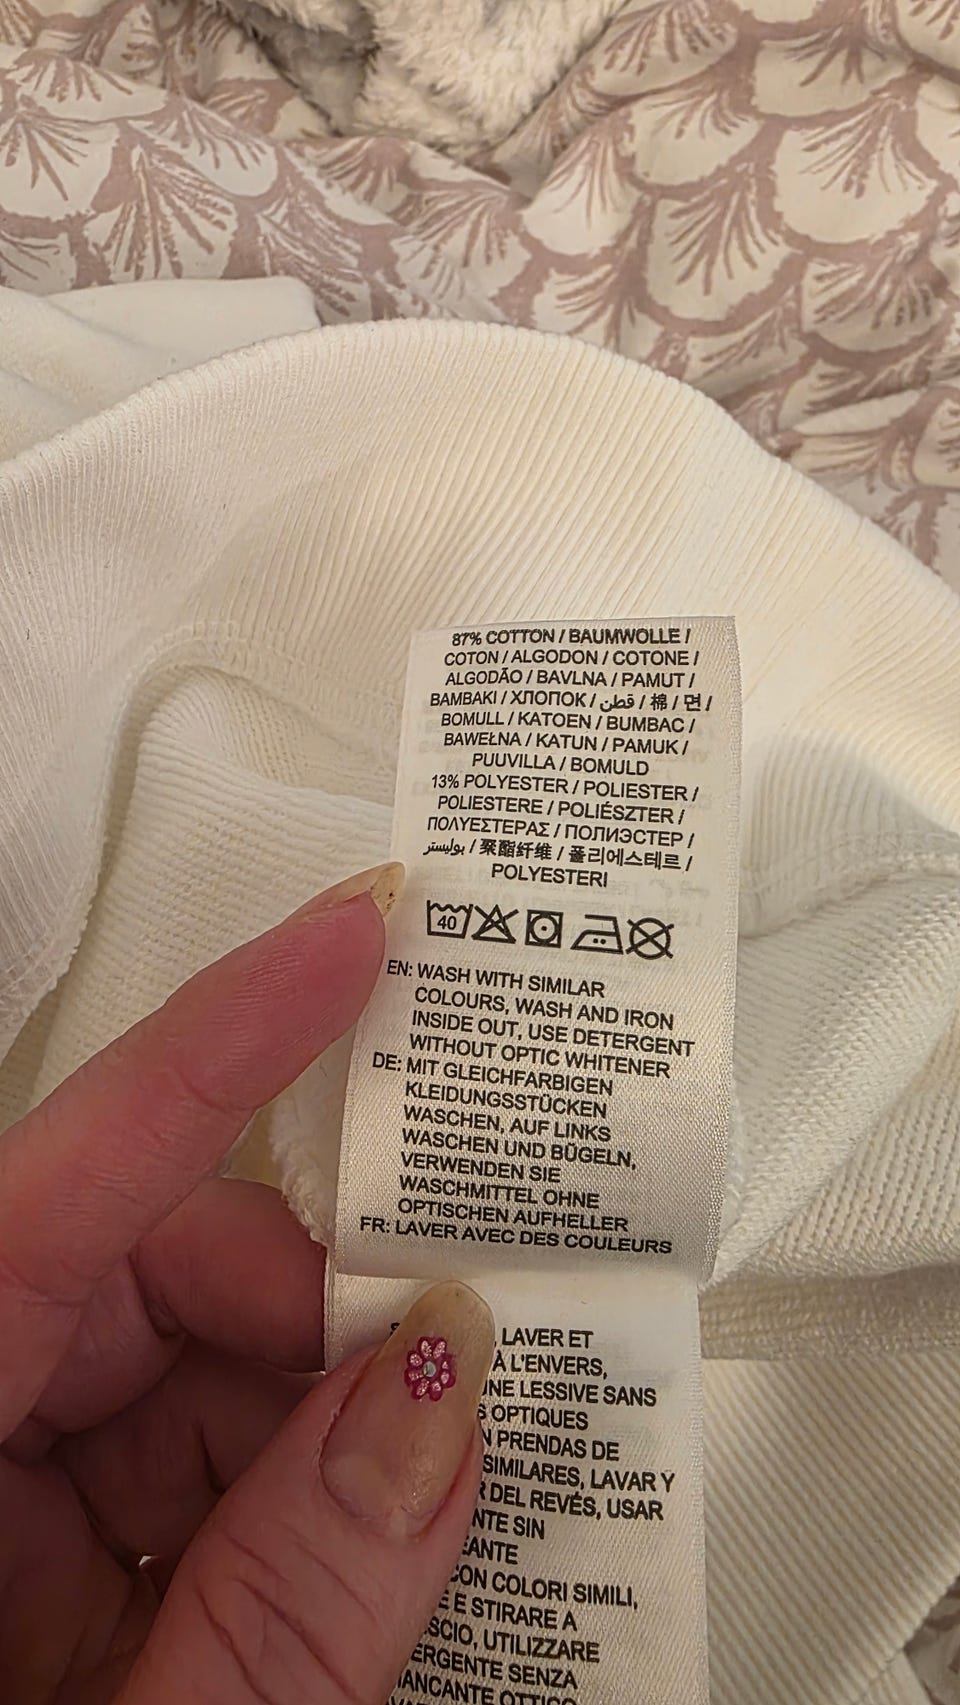 87% COTTON / BAUMWOLLE /
COTON / ALGODON / COTONE /
ALGODÃO / BAVLNA / PAMUT /
BAMBAKI / ХЛОПОК / قطن / 棉 / 면 /
BOMULL / KATOEN / BUMBAC /
BAWEŁNA / KATUN / PAMUK /
PUUVILLA / BOMULD
13% POLYESTER / POLIESTER /
POLIESTERE / POLIÉSZTER /
ΠΟΛΥΕΣΤΕΡΑΣ / ПОЛИЭСТЕР /
بوليستر / 聚酯纤维 / 폴리에스테르 /
POLYESTERI
40
EN: WASH WITH SIMILAR
COLOURS, WASH AND IRON
INSIDE OUT, USE DETERGENT
WITHOUT OPTIC WHITENER
DE: MIT GLEICHFARBIGEN
KLEIDUNGSSTÜCKEN
WASCHEN, AUF LINKS
WASCHEN UND BÜGELN,
VERWENDEN SIE
WASCHMITTEL OHNE
OPTISCHEN AUFHELLER
FR: LAVER AVEC DES COULEURS
, LAVER ET
À L'ENVERS,
LESSIVE SANS
OPTIQUES
PRENDAS DE
SIMILARES, LAVAR Y
DEL REVÉS, USAR
SIN
CON COLORI SIMILI,
E STIRARE A
UTILIZZARE
SENZA